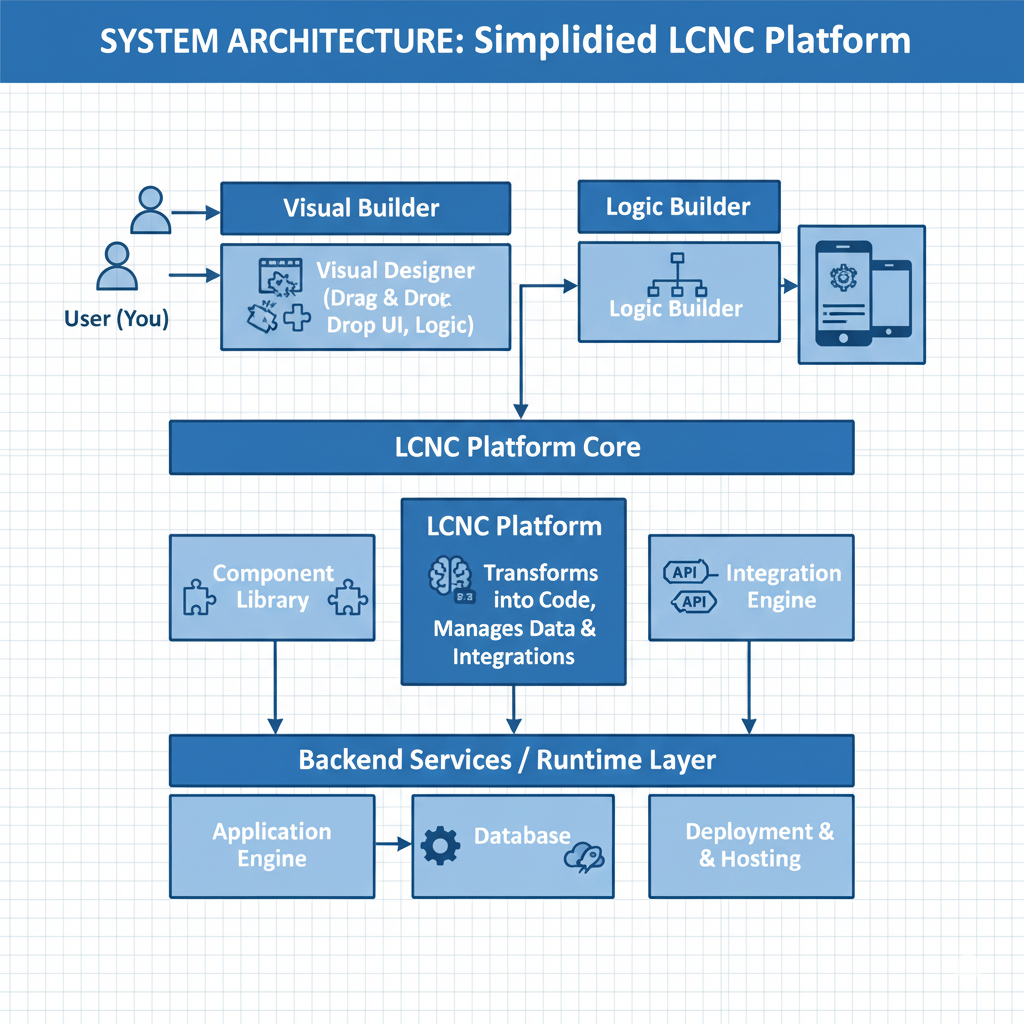 SYSTEM ARCHITECTURE: Simplidied LCNC Platform
Visual Builder
Logic Builder
Visual Designer
(Drag & Drot
Drop UI, Logic)
Logic Builder
User (You)
LCNC Platform Core
LCNC Platform
Transforms
into Code,
Manages Data &
Integrations
Component
Library
API
API
Integration
Engine
Backend Services / Runtime Layer
Application
Engine
Database
Deployment &
& Hosting